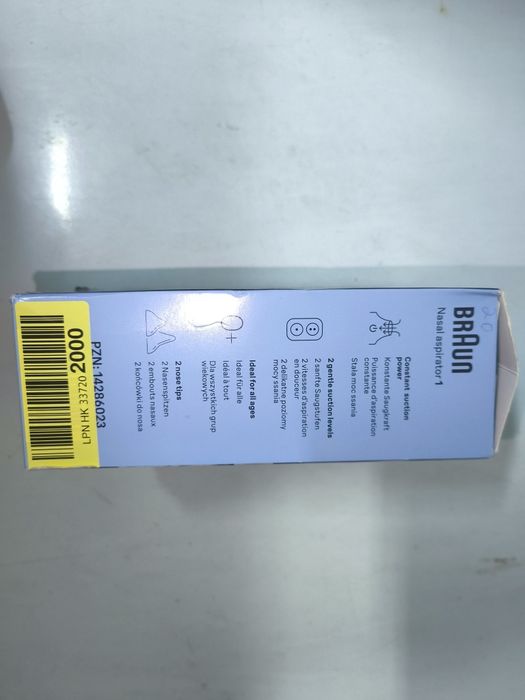 20
BRAUN
Nasal aspirator 1
Constant suction
power
Konstante Saugkraft
Puissance d'aspiration
constante
Stała moc ssania
2 gentle suction levels
2 sanfte Saugstufen
2 vitesses d'aspiration
en douceur
2 delikatne poziomy
mocy ssania
Ideal for all ages
Ideal für alle
Idéal à tout
Dla wszystkich grup
wiekowych
2 nose tips
2 Nasenspitzen
2 embouts nasaux
2 końcówki do nosa
PZN: 14286023
2000
LPN HK 33720